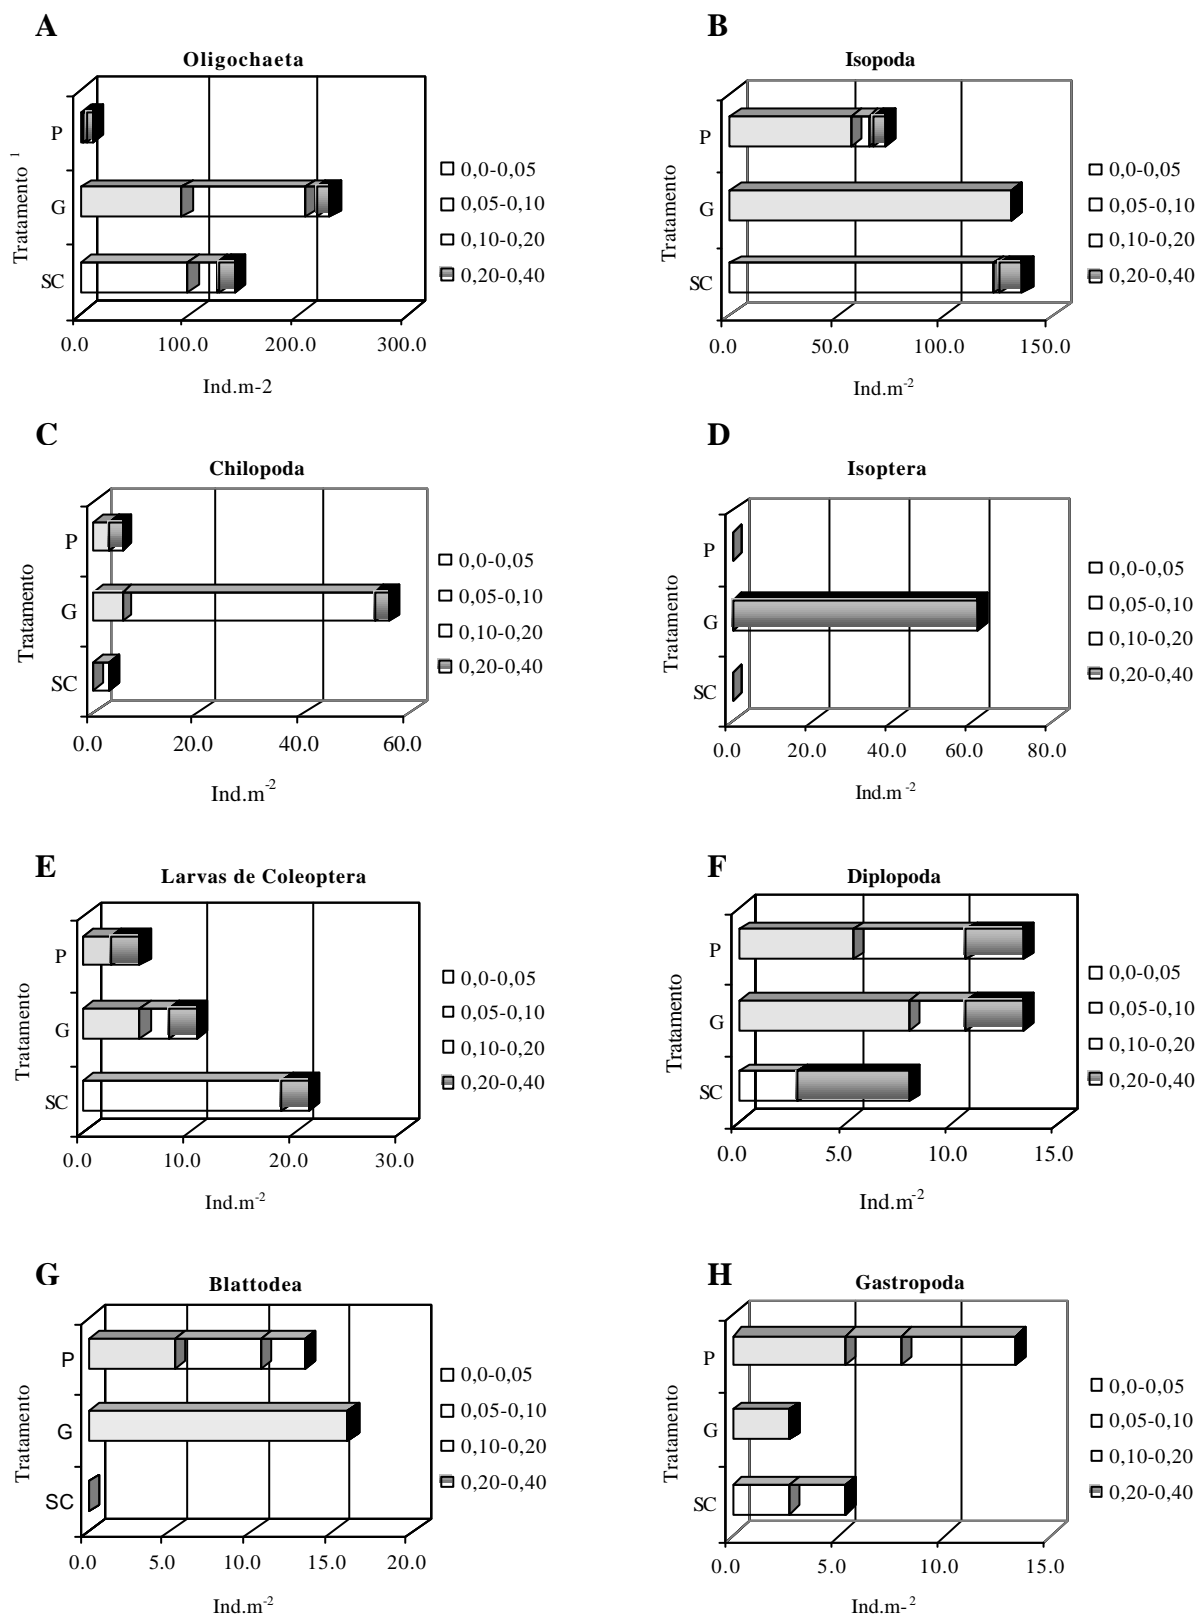 A
Oligochaeta
P
G
SC
Tratamento 1
0.0 100.0 200.0 300.0
Ind.m-2
0,0-0,05
0,05-0,10
0,10-0,20
0,20-0,40
B
Isopoda
P
G
SC
Tratamento
0.0 50.0 100.0 150.0
Ind.m-2
0,0-0,05
0,05-0,10
0,10-0,20
0,20-0,40
C
Chilopoda
P
G
SC
Tratamento
0.0 20.0 40.0 60.0
Ind.m-2
0,0-0,05
0,05-0,10
0,10-0,20
0,20-0,40
D
Isoptera
P
G
SC
Tratamento
0.0 20.0 40.0 60.0 80.0
Ind.m-2
0,0-0,05
0,05-0,10
0,10-0,20
0,20-0,40
E
Larvas de Coleoptera
P
G
SC
Tratamento
0.0 10.0 20.0 30.0
Ind.m-2
0,0-0,05
0,05-0,10
0,10-0,20
0,20-0,40
F
Diplopoda
P
G
SC
Tratamento
0.0 5.0 10.0 15.0
Ind.m-2
0,0-0,05
0,05-0,10
0,10-0,20
0,20-0,40
G
Blattodea
P
G
SC
Tratamento
0.0 5.0 10.0 15.0 20.0
Ind.m-2
0,0-0,05
0,05-0,10
0,10-0,20
0,20-0,40
H
Gastropoda
P
G
SC
Tratamento
0.0 5.0 10.0 15.0
Ind.m-2
0,0-0,05
0,05-0,10
0,10-0,20
0,20-0,40